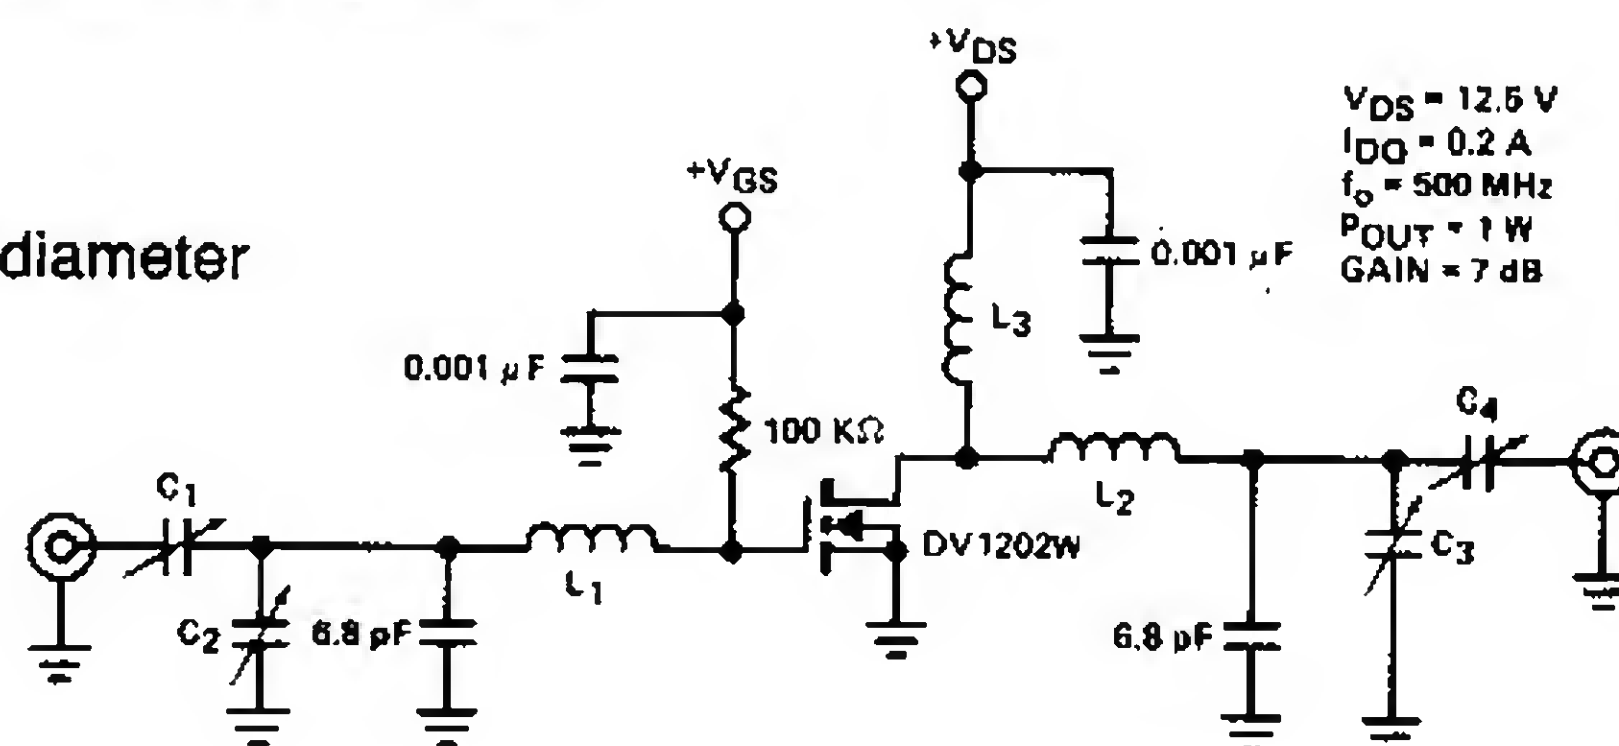 +VDS
VDS = 12.5 V
IDQ = 0.2 A
fo = 500 MHz
POUT = 1 W
GAIN = 7 dB
+VGS
diameter
0.001 µF
L3
0.001 µF
100 KΩ
C4
C1
L2
DV1202W
C3
L1
C2
6.8 pF
6.8 pF